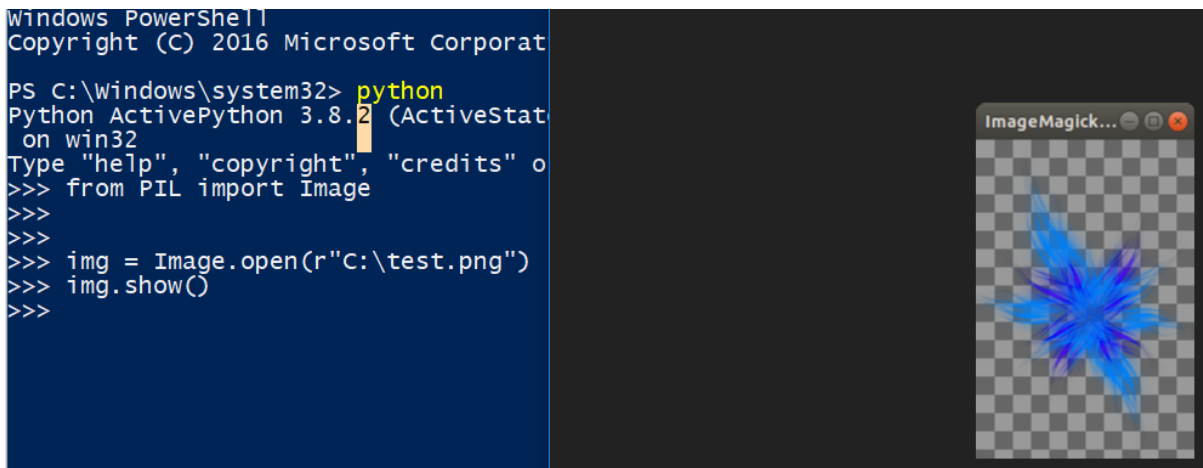 Windows PowerShell
Copyright (C) 2016 Microsoft Corporat
PS C:\Windows\system32> python
Python ActivePython 3.8.2 (ActiveStat
 on win32
Type "help", "copyright", "credits" o
>>> from PIL import Image
>>>
>>>
>>> img = Image.open(r"C:\test.png")
>>> img.show()
>>>
ImageMagick...